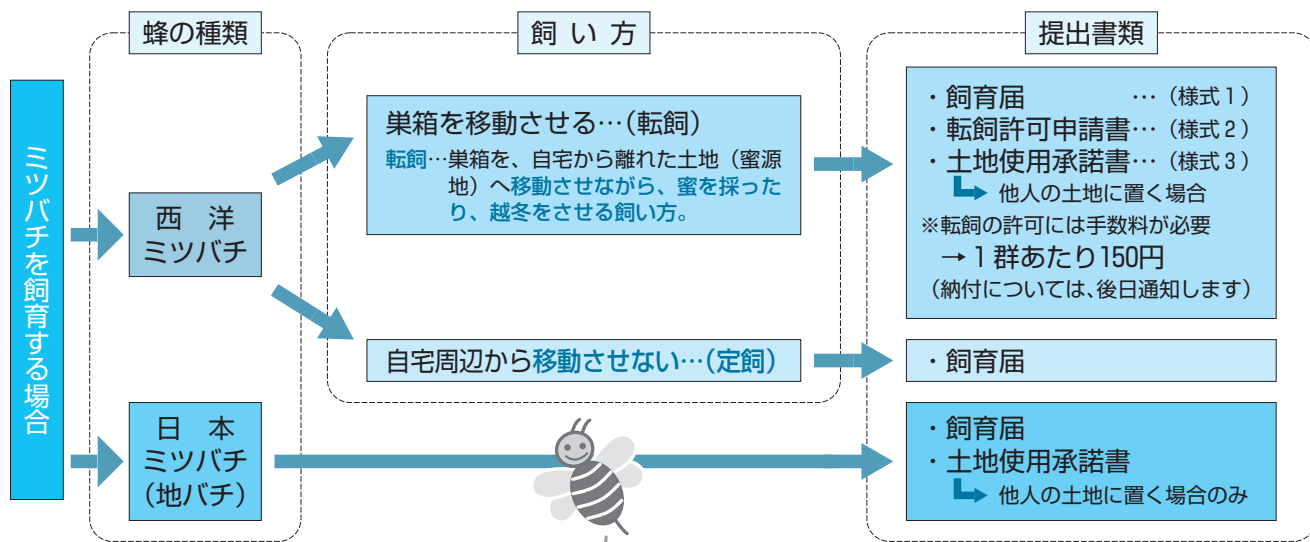 ミツバチを飼育する場合
蜂の種類
西洋
ミツバチ
日本
ミツバチ
(地バチ)
飼い方
巣箱を移動させる…(転飼)
転飼…巣箱を、自宅から離れた土地(蜜源
地)へ移動させながら、蜜を採った
り、越冬をさせる飼い方。
自宅周辺から移動させない…(定飼)
提出書類
・飼育届 …(様式1)
・転飼許可申請書…(様式2)
・土地使用承諾書…(様式3)
他人の土地に置く場合
※転飼の許可には手数料が必要
→1群あたり150円
(納付については、後日通知します)
・飼育届
・飼育届
・土地使用承諾書
他人の土地に置く場合のみ